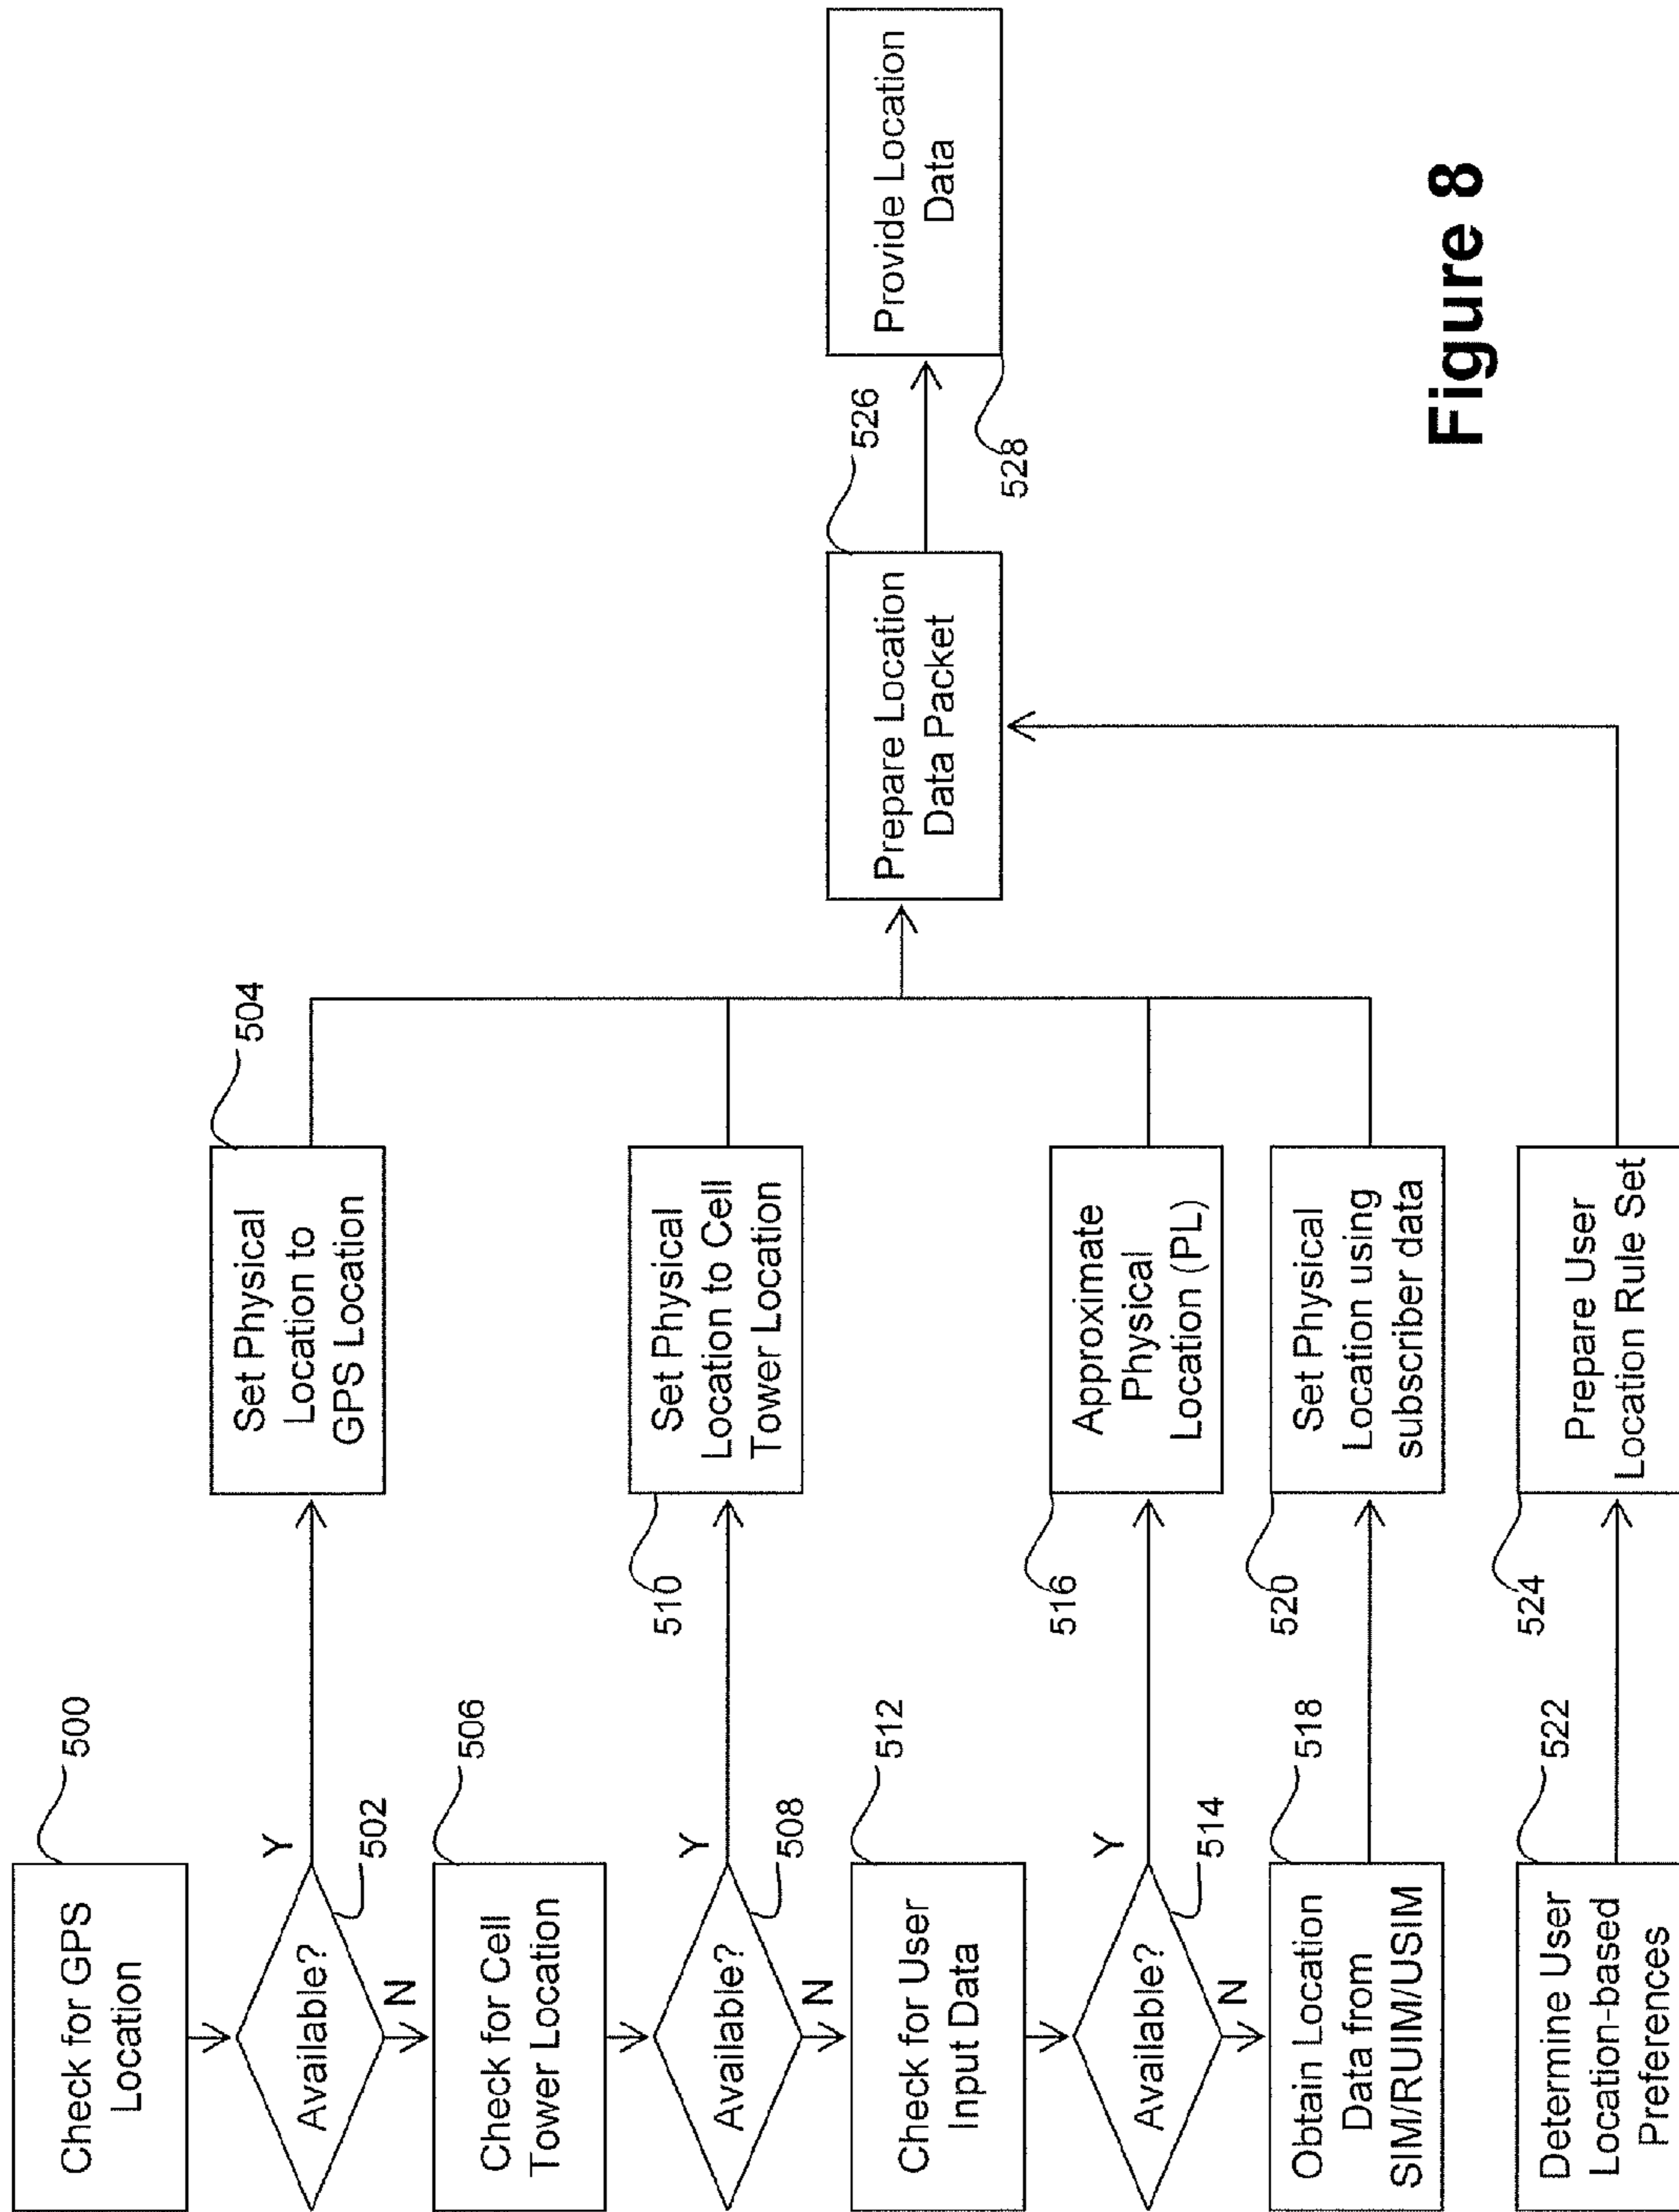 Check for GPS
Location
500
Available?
502
Y
N
Set Physical
Location to
GPS Location
504
Check for Cell
Tower Location
506
Available?
508
Y
N
Set Physical
Location to Cell
Tower Location
510
Check for User
Input Data
512
Available?
514
Y
N
Approximate
Physical
Location (PL)
516
Obtain Location
Data from
SIM/RUIM/USIM
518
Set Physical
Location using
subscriber data
520
Determine User
Location-based
Preferences
522
Prepare User
Location Rule Set
524
Prepare Location
Data Packet
526
Provide Location
Data
528
Figure 8